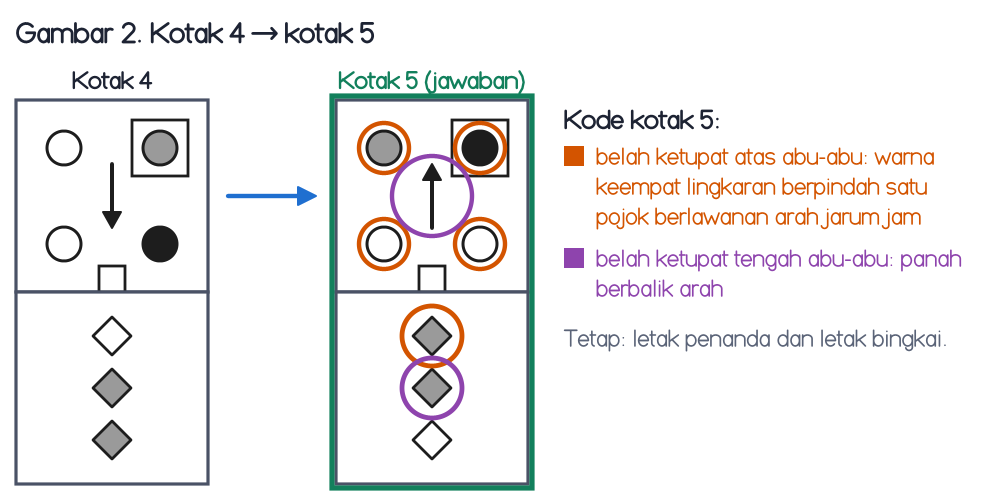 Gambar 2. Kotak 4 → kotak 5
Kotak 4
Kotak 5 (jawaban)
Kode kotak 5:
belah ketupat atas abu-abu: warna
keempat lingkaran berpindah satu
pojok berlawanan arah jarum jam
belah ketupat tengah abu-abu: panah
berbalik arah
Tetap: letak penanda dan letak bingkai.